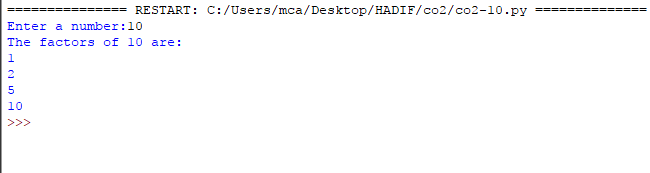 =============== RESTART: C:/Users/mca/Desktop/HADIF/co2/co2-10.py ==============
Enter a number:10
The factors of 10 are:
1
2
5
10
>>>